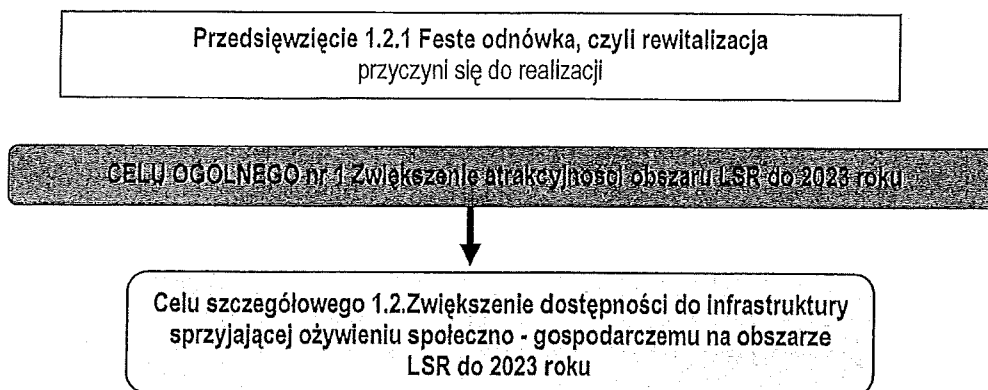 Przedsięwzięcie 1.2.1 Feste odnówka, czyli rewitalizacja
przyczyni się do realizacji
CELU OGÓLNEGO nr 1 Zwiększenie atrakcyjności obszaru LSR do 2023 roku
Celu szczegółowego 1.2.Zwiększenie dostępności do infrastruktury
sprzyjającej ożywieniu społeczno - gospodarczemu na obszarze
LSR do 2023 roku